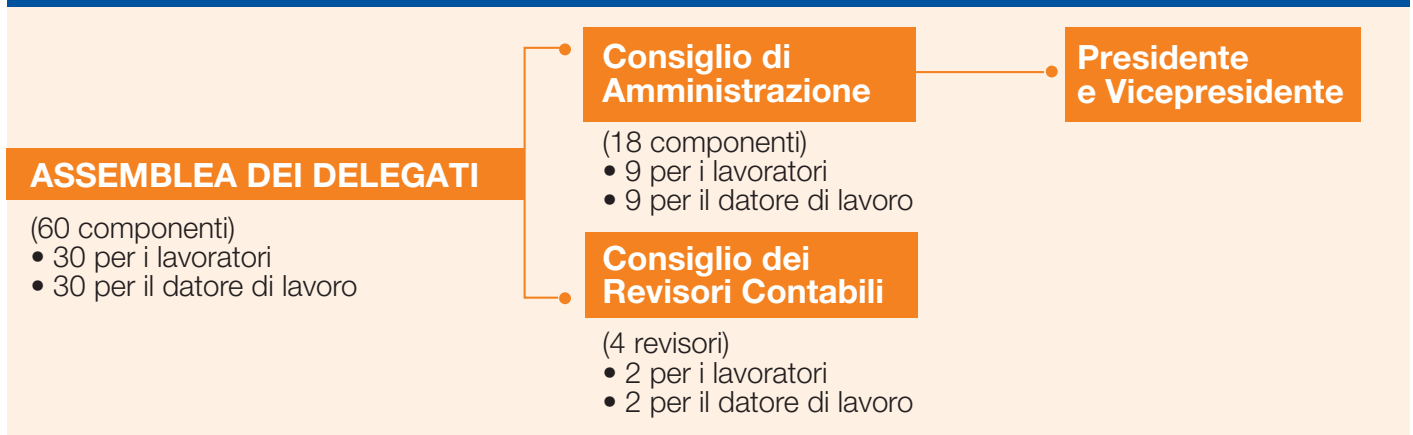 ASSEMBLEA DEI DELEGATI
(60 componenti)
• 30 per i lavoratori
• 30 per il datore di lavoro
Consiglio di
Amministrazione
(18 componenti)
• 9 per i lavoratori
• 9 per il datore di lavoro
Consiglio dei
Revisori Contabili
(4 revisori)
• 2 per i lavoratori
• 2 per il datore di lavoro
Presidente
e Vicepresidente